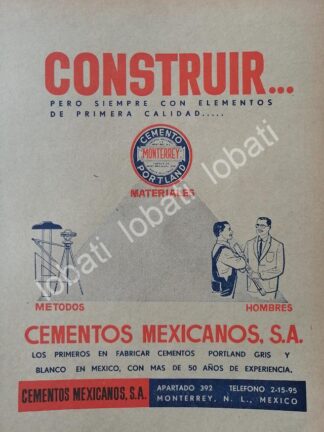 CONSTRUIR...
PERO SIEMPRE CON ELEMENTOS
DE PRIMERA CALIDAD.....
CEMENTO
MONTERREY
PORTLAND
MATERIALES
lobati lobati lobati
METODOS
HOMBRES
CEMENTOS MEXICANOS, S.A.
LOS PRIMEROS EN FABRICAR CEMENTOS PORTLAND GRIS Y
BLANCO EN MEXICO, CON MAS DE 50 AÑOS DE EXPERIENCIA.
CEMENTOS MEXICANOS, S.A.
APARTADO 392 TELEFONO 2-15-95
MONTERREY, N. L., MEXICO